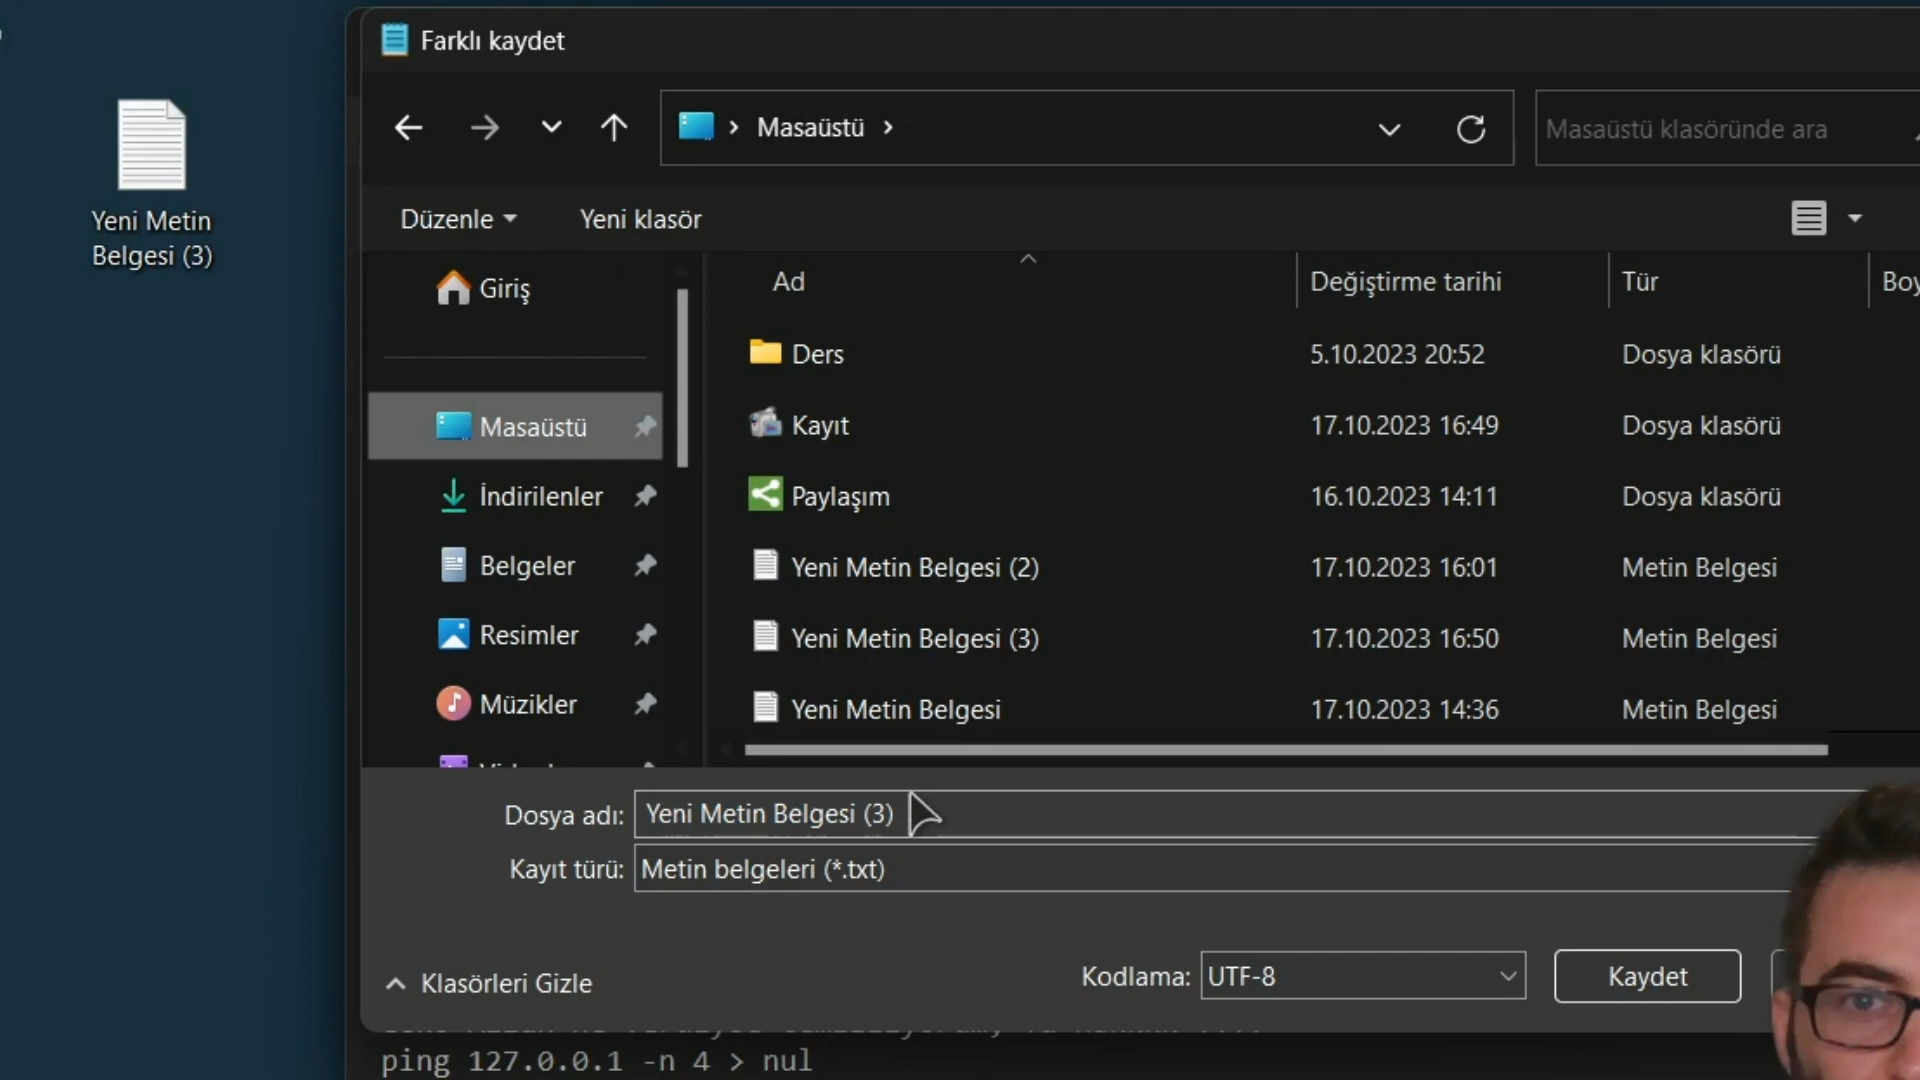 Farklı kaydet
Yeni Metin
Belgesi (3)
Masaüstü
Masaüstü klasöründe ara
Düzenle
Yeni klasör
Ad
Değiştirme tarihi
Tür
Boy
Giriş
Masaüstü
İndirilenler
Belgeler
Resimler
Müzikler
Ders 5.10.2023 20:52 Dosya klasörü
Kayıt 17.10.2023 16:49 Dosya klasörü
Paylaşım 16.10.2023 14:11 Dosya klasörü
Yeni Metin Belgesi (2) 17.10.2023 16:01 Metin Belgesi
Yeni Metin Belgesi (3) 17.10.2023 16:50 Metin Belgesi
Yeni Metin Belgesi 17.10.2023 14:36 Metin Belgesi
Dosya adı: Yeni Metin Belgesi (3)
Kayıt türü: Metin belgeleri (*.txt)
Klasörleri Gizle
Kodlama: UTF-8
Kaydet
ping 127.0.0.1 -n 4 > nul